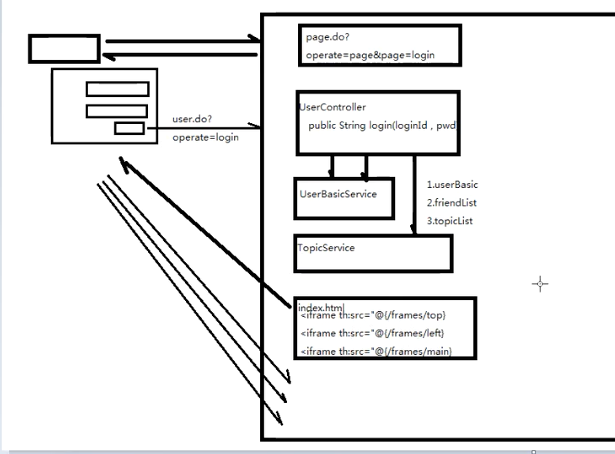 page.do?
operate=page&page=login
UserController
public String login(loginId , pwd
user.do?
operate=login
UserBasicService
1.userBasic
2.friendList
3.topicList
TopicService
index.html
<iframe th:src="@{/frames/top}
<iframe th:src="@{/frames/left}
<iframe th:src="@{/frames/main}